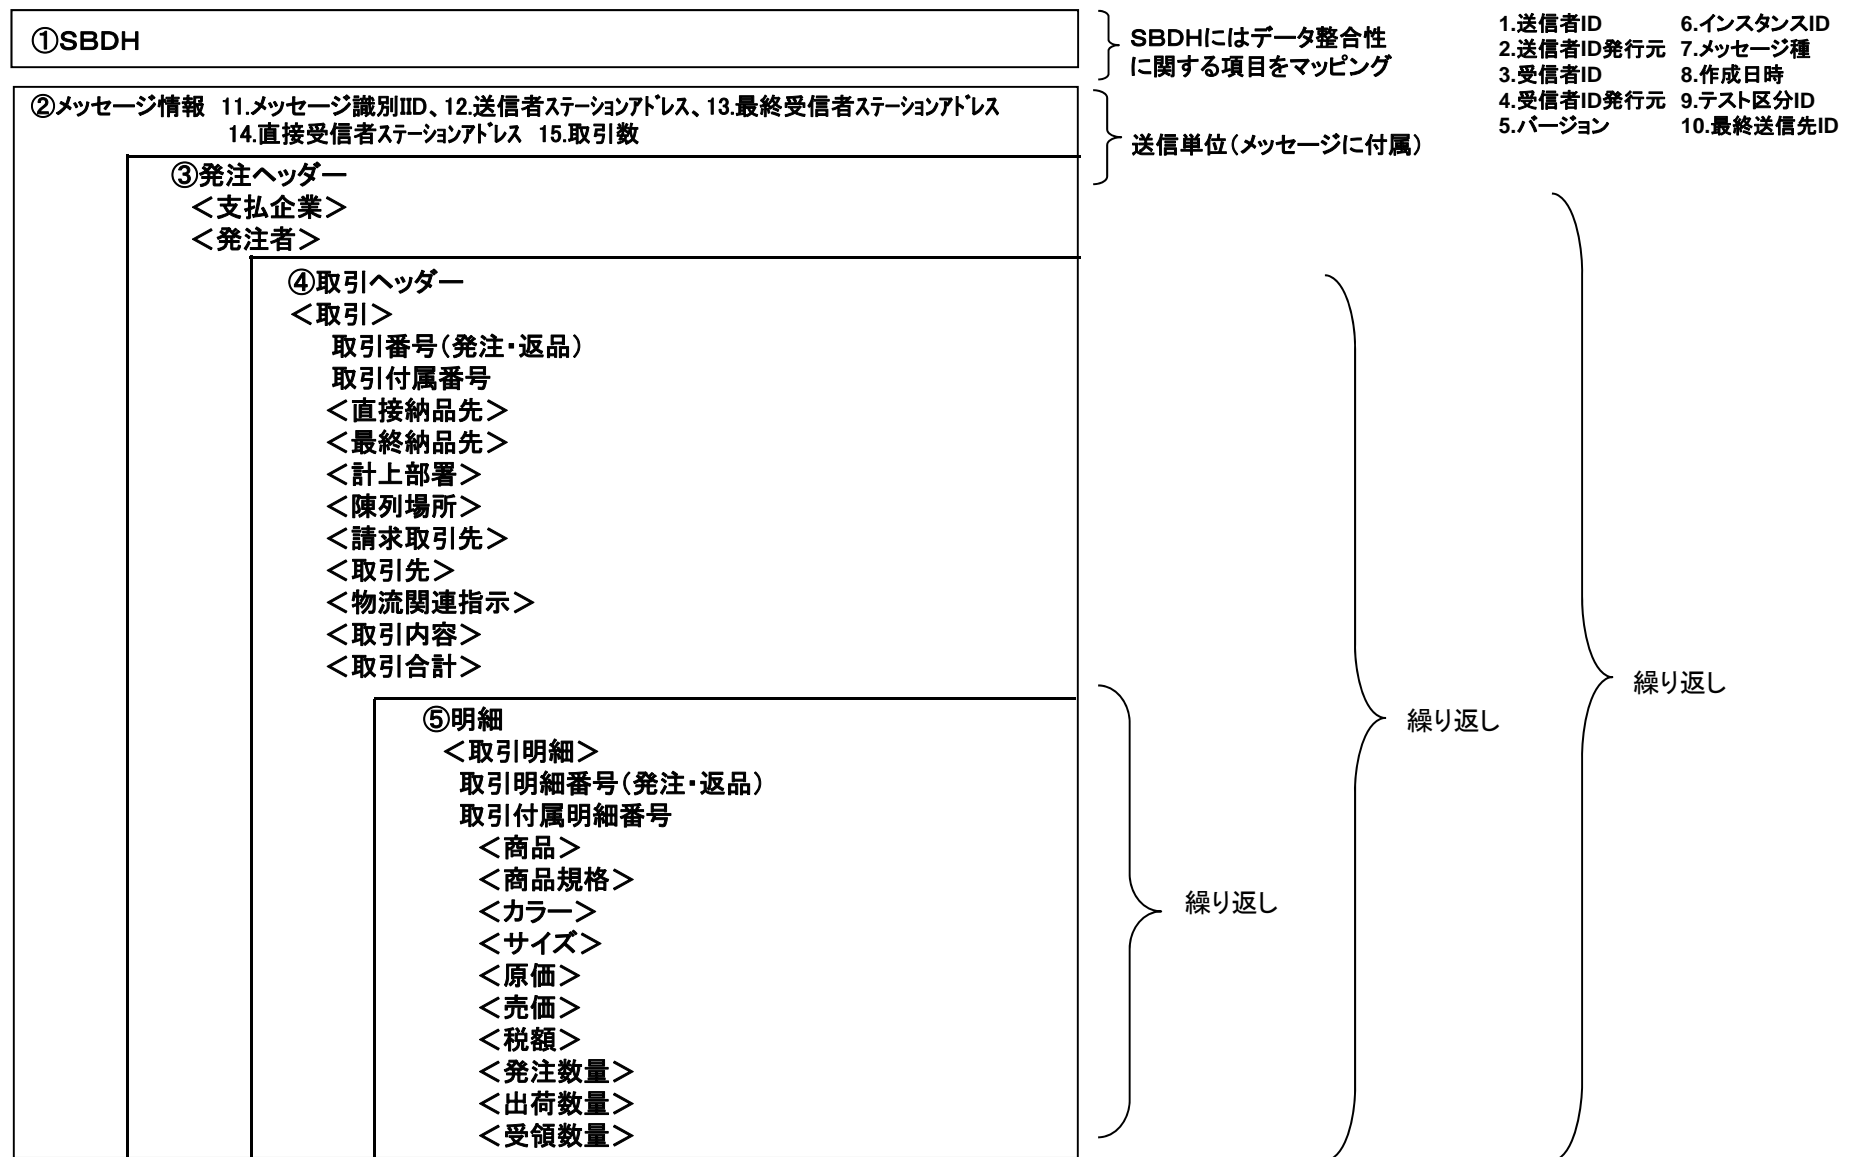 ①SBDH
SBDHにはデータ整合性
に関する項目をマッピング
1.送信者ID 6.インスタンスID
2.送信者ID発行元 7.メッセージ種
3.受信者ID 8.作成日時
4.受信者ID発行元 9.テスト区分ID
5.バージョン 10.最終送信先ID
②メッセージ情報 11.メッセージ識別IID、12.送信者ステーションアドレス、13.最終受信者ステーションアドレス
14.直接受信者ステーションアドレス 15.取引数
送信単位(メッセージに付属)
③発注ヘッダー
<支払企業>
<発注者>
④取引ヘッダー
<取引>
取引番号(発注・返品)
取引付属番号
<直接納品先>
<最終納品先>
<計上部署>
<陳列場所>
<請求取引先>
<取引先>
<物流関連指示>
<取引内容>
<取引合計>
繰り返し
繰り返し
⑤明細
<取引明細>
取引明細番号(発注・返品)
取引付属明細番号
<商品>
<商品規格>
<カラー>
<サイズ>
<原価>
<売価>
<税額>
<発注数量>
<出荷数量>
<受領数量>
繰り返し